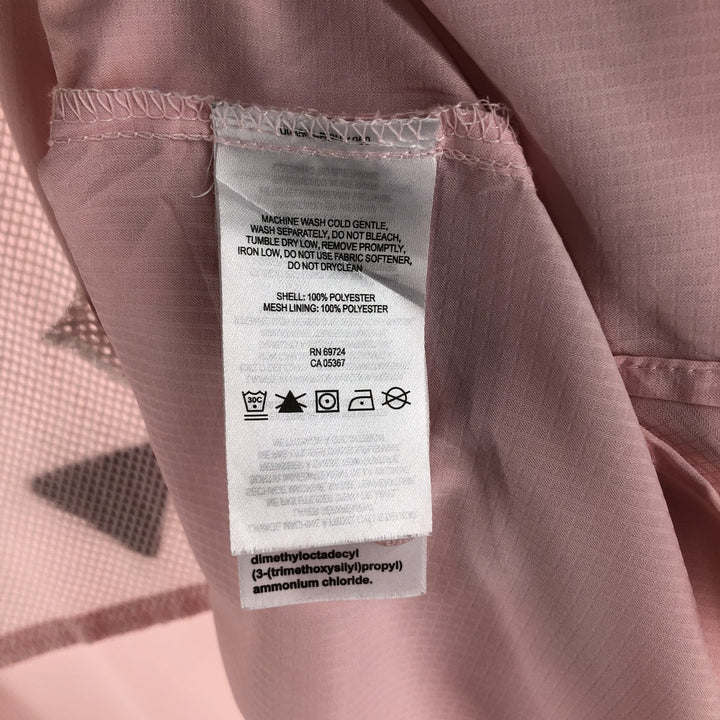 MACHINE WASH COLD GENTLE,
WASH SEPARATELY, DO NOT BLEACH,
TUMBLE DRY LOW, REMOVE PROMPTLY,
IRON LOW, DO NOT USE FABRIC SOFTENER,
DO NOT DRYCLEAN
SHELL: 100% POLYESTER
MESH LINING: 100% POLYESTER
RN 69724
CA 05367
30C
dimethyloctadecyl
(3-(trimethoxysilyl)propyl)
ammonium chloride.